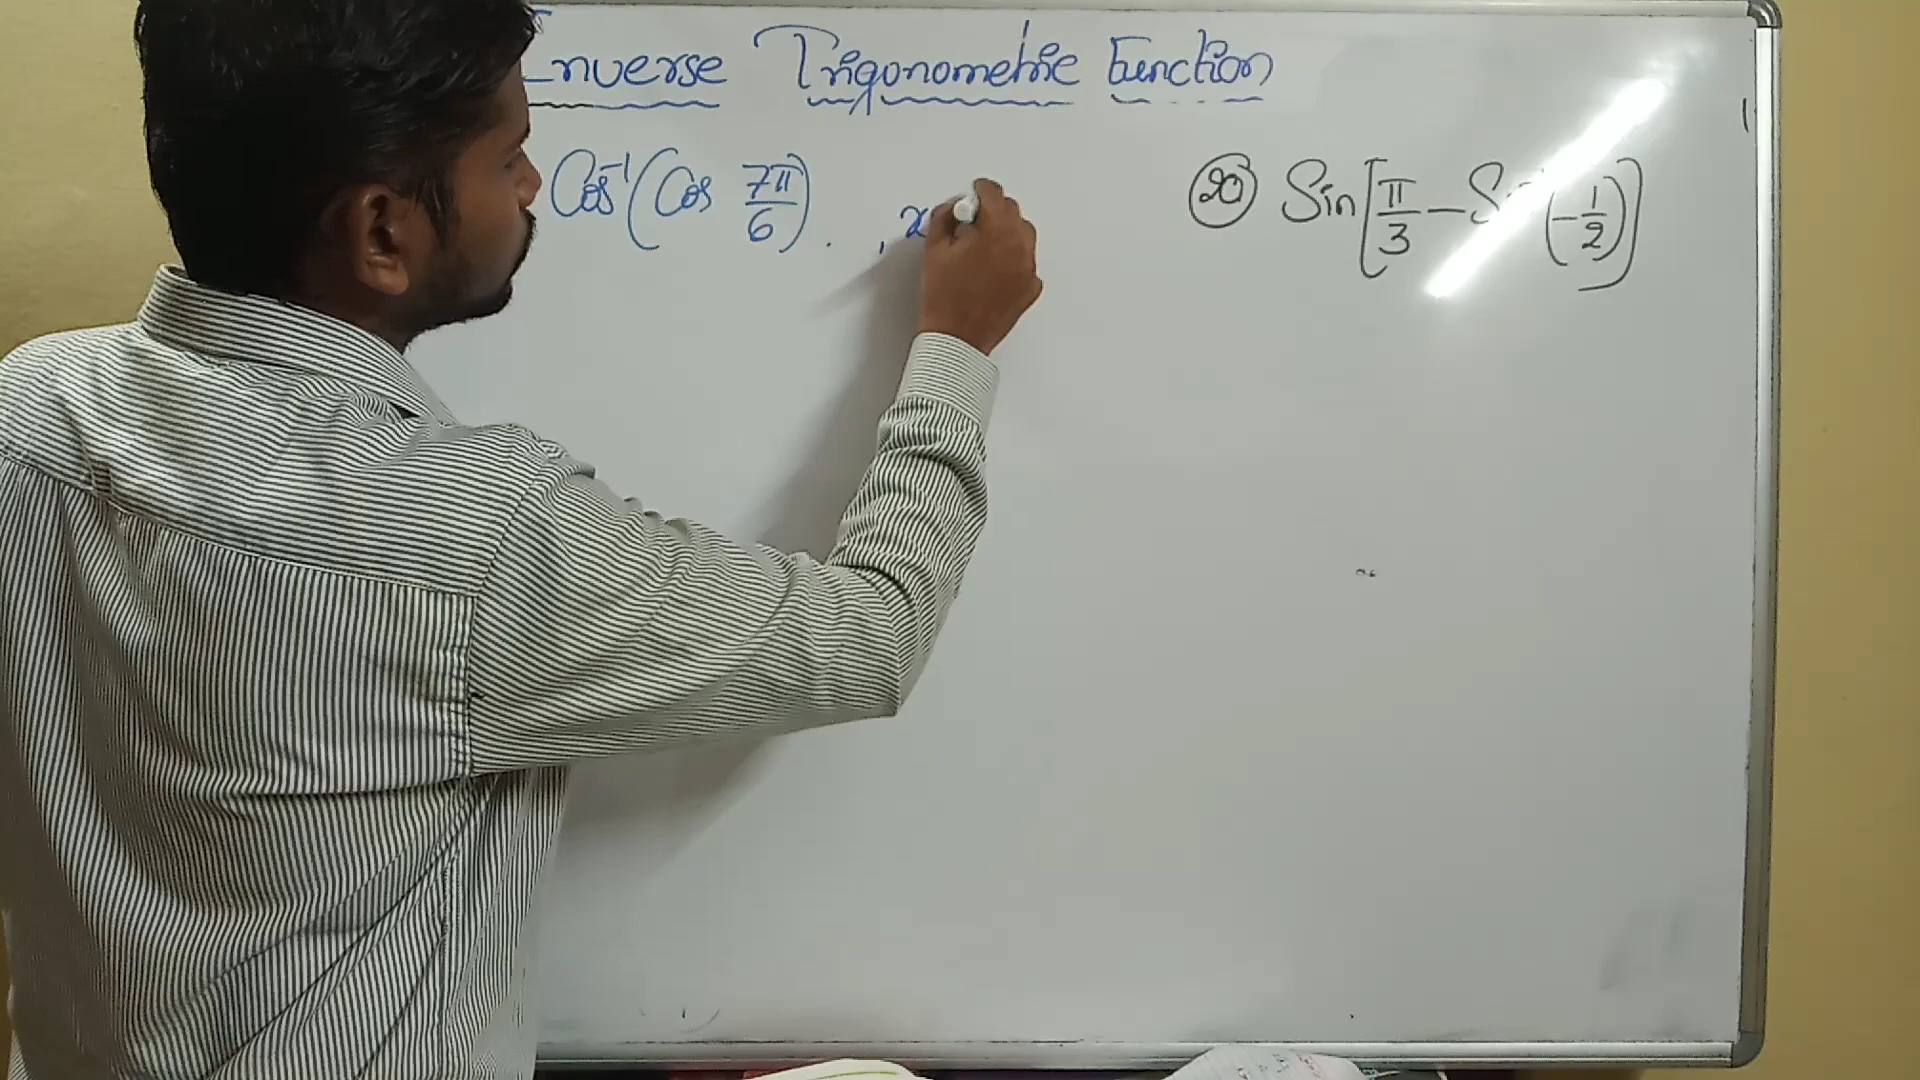 Inverse Trigonometric Function
Cos⁻¹(Cos 7π/6). , x
20 Sin[π/3 - S (-1/2)]